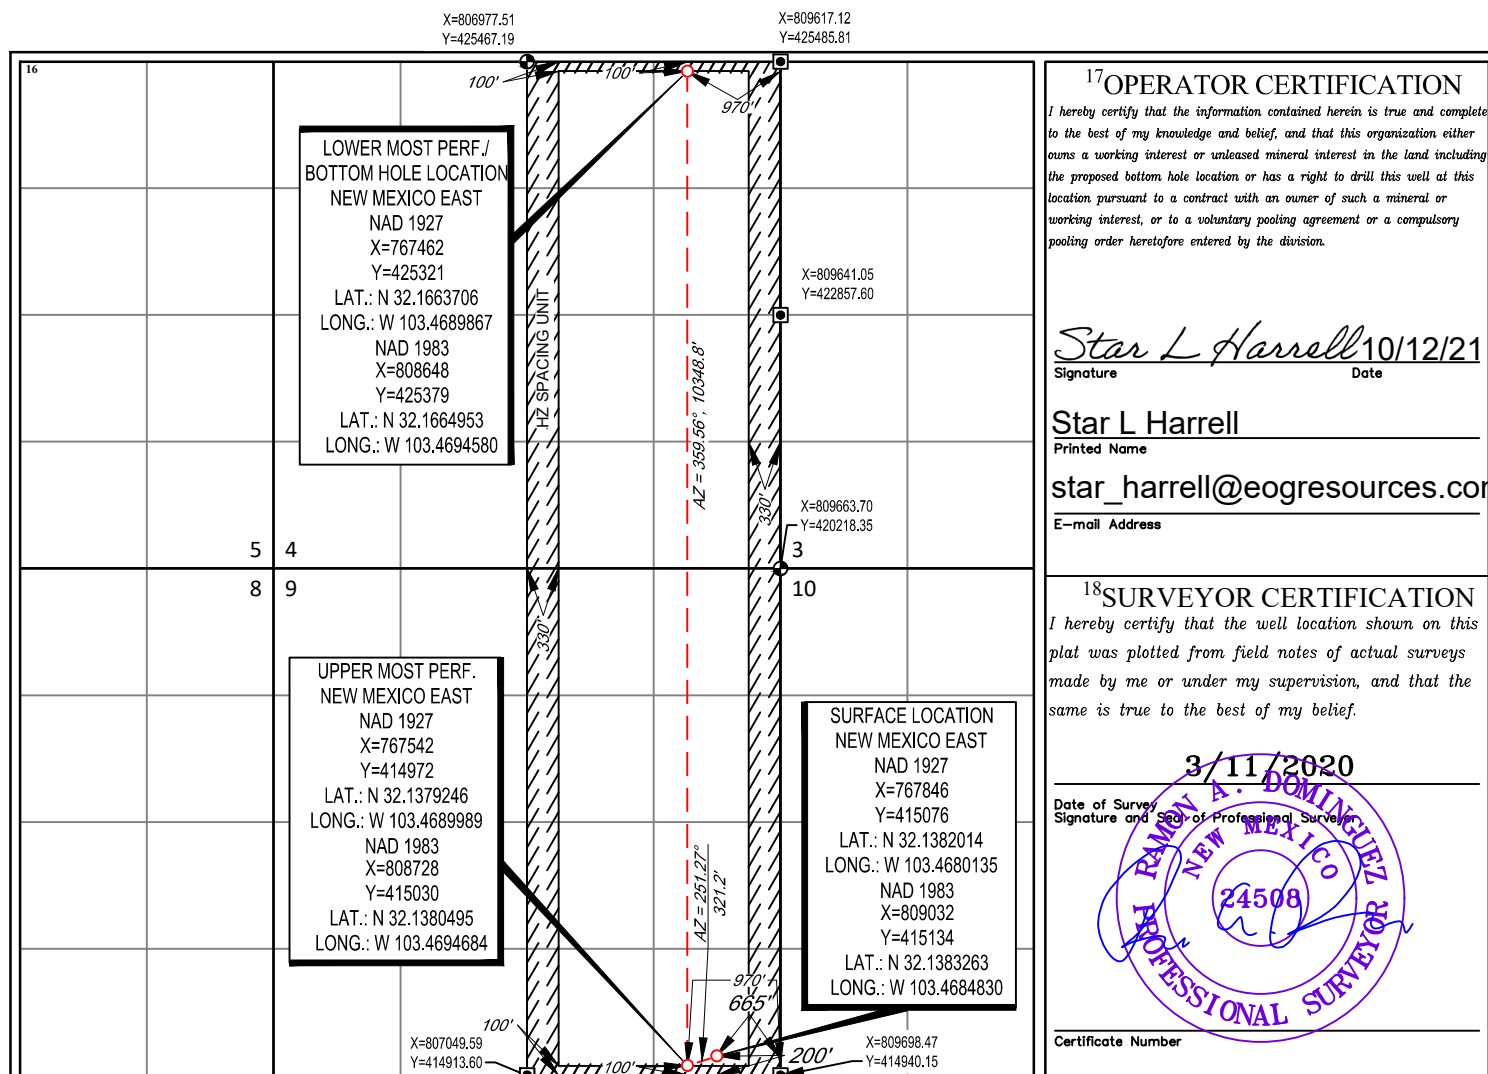 X=806977.51
Y=425467.19
X=809617.12
Y=425485.81
16
100'
100'
970'
LOWER MOST PERF./
BOTTOM HOLE LOCATION
NEW MEXICO EAST
NAD 1927
X=767462
Y=425321
LAT.: N 32.1663706
LONG.: W 103.4689867
NAD 1983
X=808648
Y=425379
LAT.: N 32.1664953
LONG.: W 103.4694580
HZ SPACING UNIT
AZ = 359.56°, 10348.8'
X=809641.05
Y=422857.60
330'
X=809663.70
Y=420218.35
5 4
3
8 9
10
330'
UPPER MOST PERF.
NEW MEXICO EAST
NAD 1927
X=767542
Y=414972
LAT.: N 32.1379246
LONG.: W 103.4689989
NAD 1983
X=808728
Y=415030
LAT.: N 32.1380495
LONG.: W 103.4694684
SURFACE LOCATION
NEW MEXICO EAST
NAD 1927
X=767846
Y=415076
LAT.: N 32.1382014
LONG.: W 103.4680135
NAD 1983
X=809032
Y=415134
LAT.: N 32.1383263
LONG.: W 103.4684830
AZ = 251.27°
321.2'
970'
665'
100'
X=807049.59
Y=414913.60
100'
200'
X=809698.47
Y=414940.15
17OPERATOR CERTIFICATION
I hereby certify that the information contained herein is true and complete
to the best of my knowledge and belief, and that this organization either
owns a working interest or unleased mineral interest in the land including
the proposed bottom hole location or has a right to drill this well at this
location pursuant to a contract with an owner of such a mineral or
working interest, or to a voluntary pooling agreement or a compulsory
pooling order heretofore entered by the division.
Star L Harrell 10/12/21
Signature Date
Star L Harrell
Printed Name
star_harrell@eogresources.com
E-mail Address
18SURVEYOR CERTIFICATION
I hereby certify that the well location shown on this
plat was plotted from field notes of actual surveys
made by me or under my supervision, and that the
same is true to the best of my belief.
3/11/2020
Date of Survey
Signature and Seal of Professional Surveyor
RAMON A. DOMINGUEZ
NEW MEXICO
24508
PROFESSIONAL SURVEYOR
Certificate Number